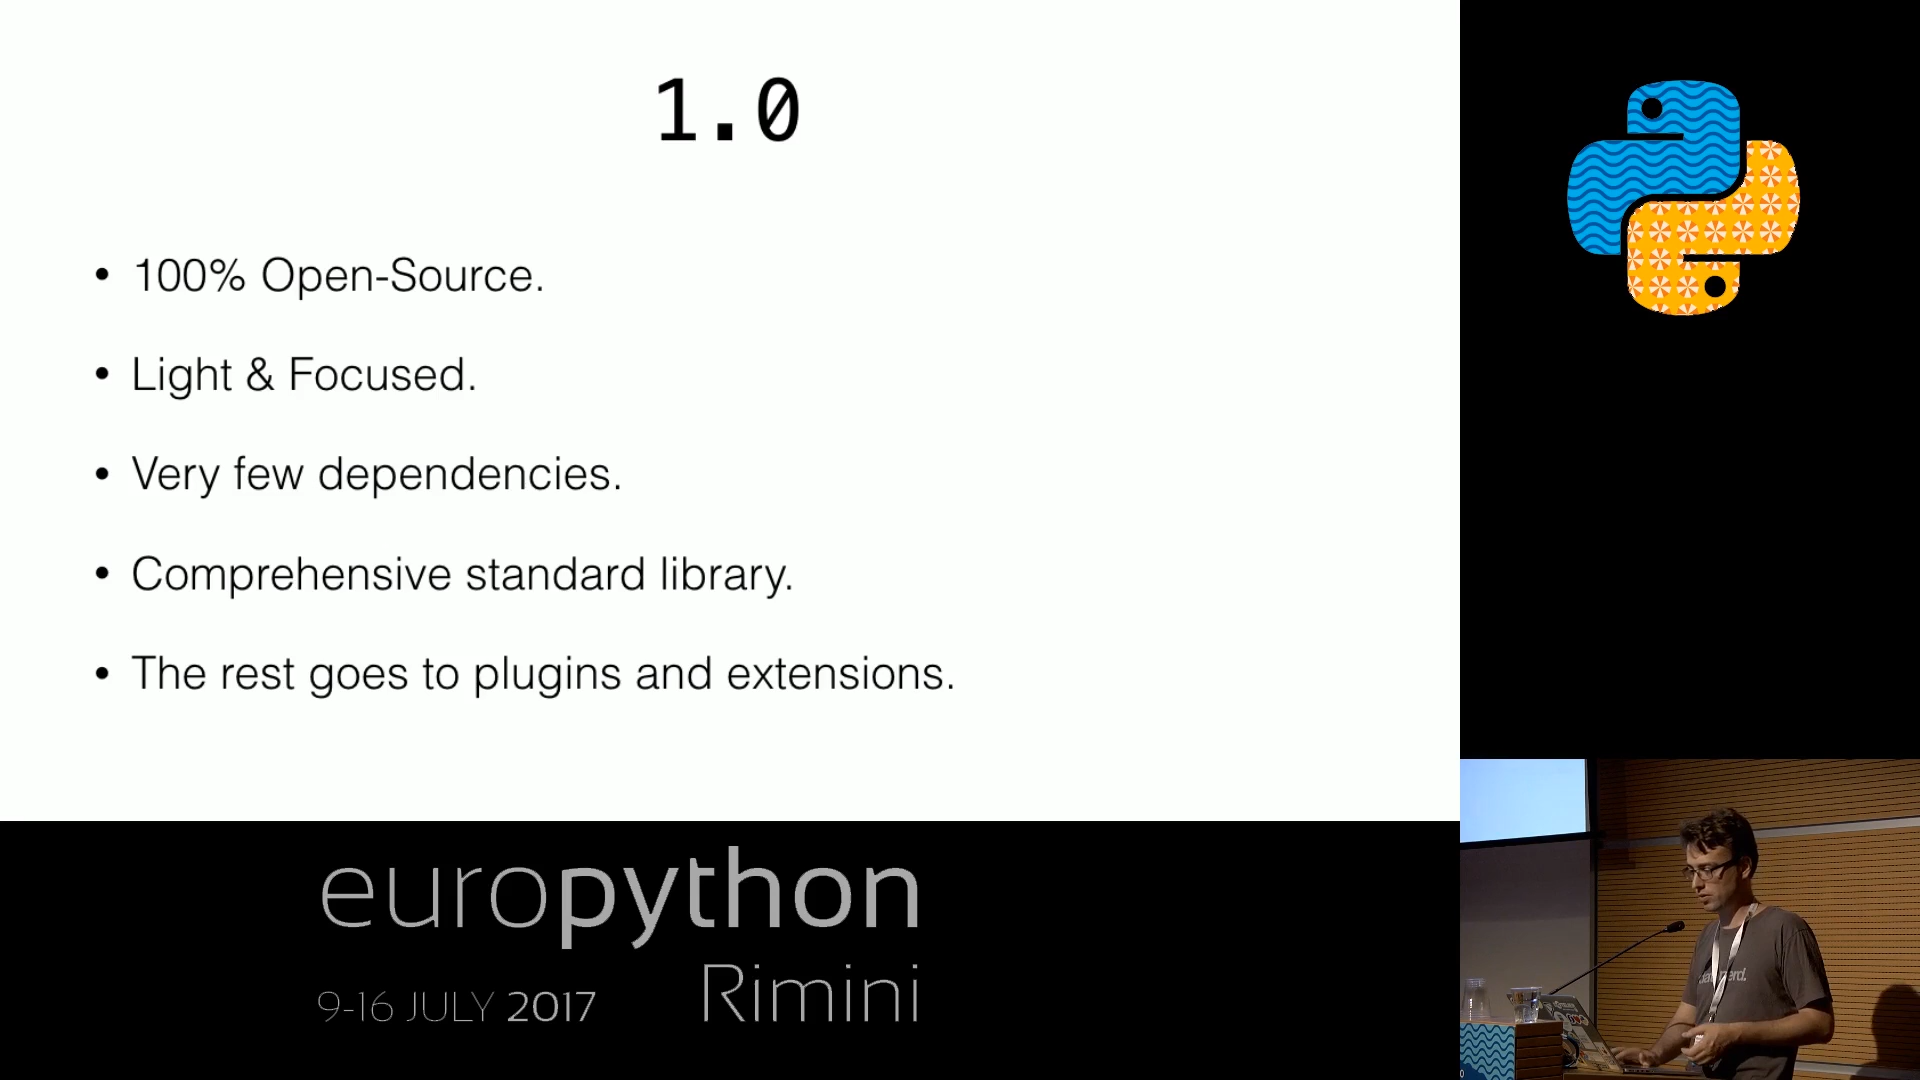 1.0
• 100% Open-Source.
• Light & Focused.
• Very few dependencies.
• Comprehensive standard library.
• The rest goes to plugins and extensions.
europython
9-16 JULY 2017 Rimini